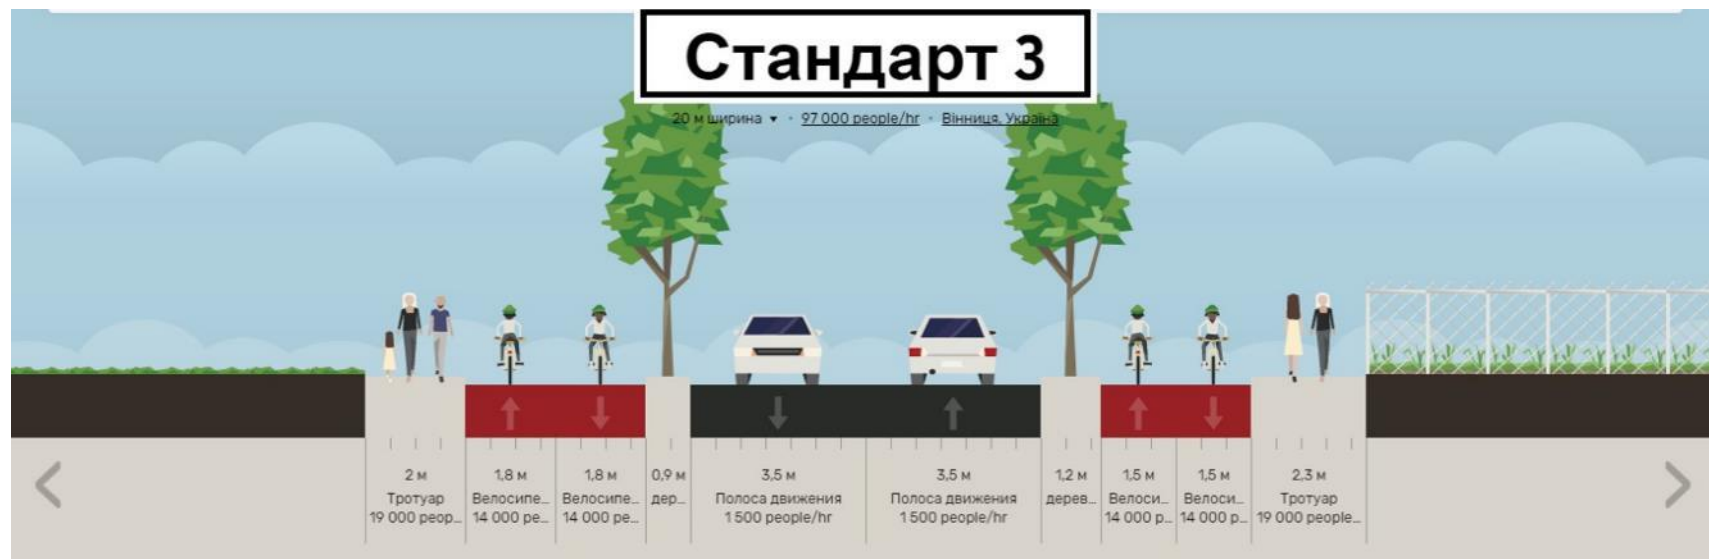 Стандарт 3
20 м ширина ▾ · 97 000 people/hr · Вінниця, Україна
2 м
Тротуар
19 000 peop...
1,8 м
Велосипе...
14 000 pe...
1,8 м
Велосипе...
14 000 pe...
0,9 м
дер...
3,5 м
Полоса движения
1 500 people/hr
3,5 м
Полоса движения
1 500 people/hr
1,2 м
дерев...
1,5 м
Велоси...
14 000 p...
1,5 м
Велоси...
14 000 p...
2,3 м
Тротуар
19 000 people...